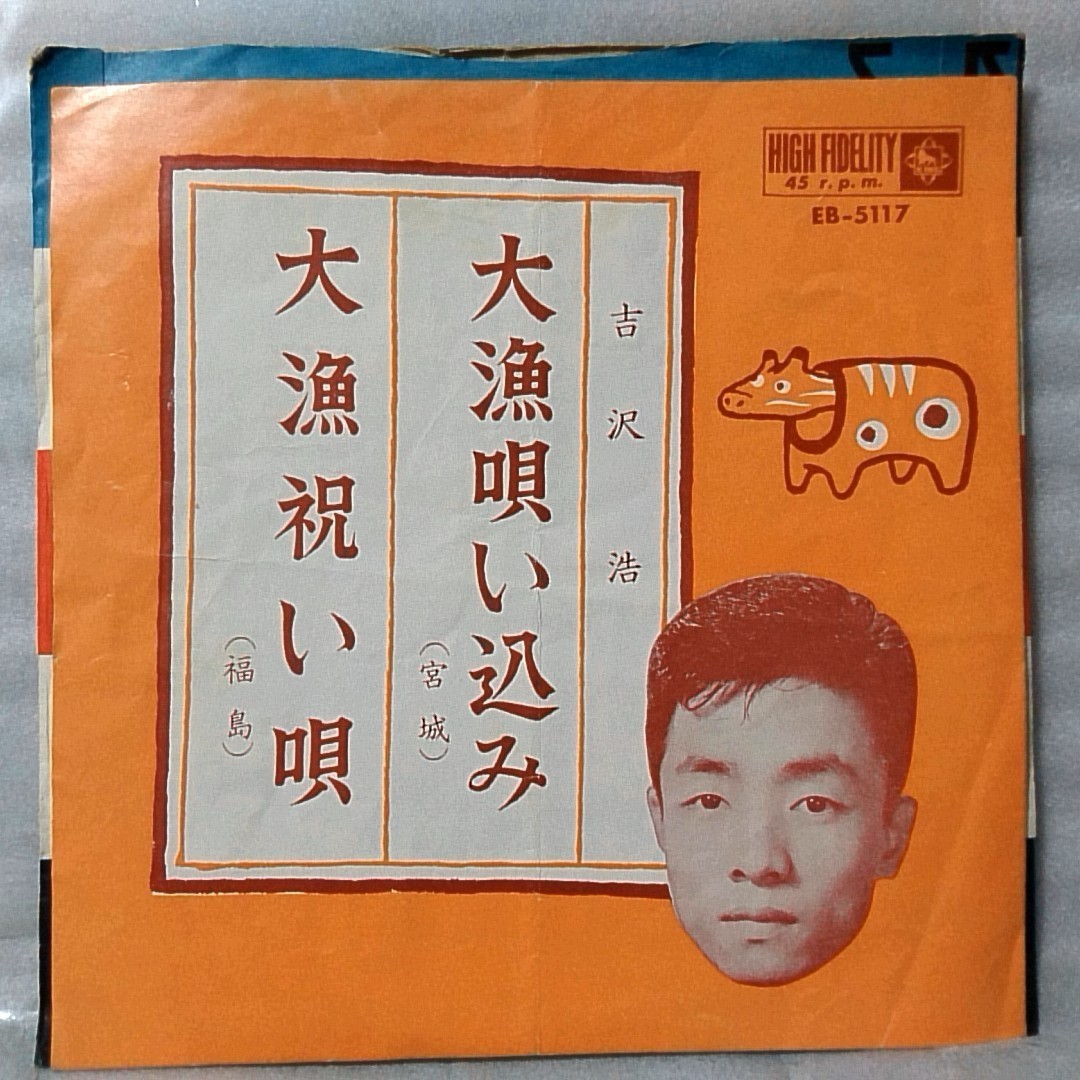 HIGH FIDELITY
45 r.p.m.
EB-5117
吉沢浩
大漁唄い込み
(宮城)
大漁祝い唄
(福島)